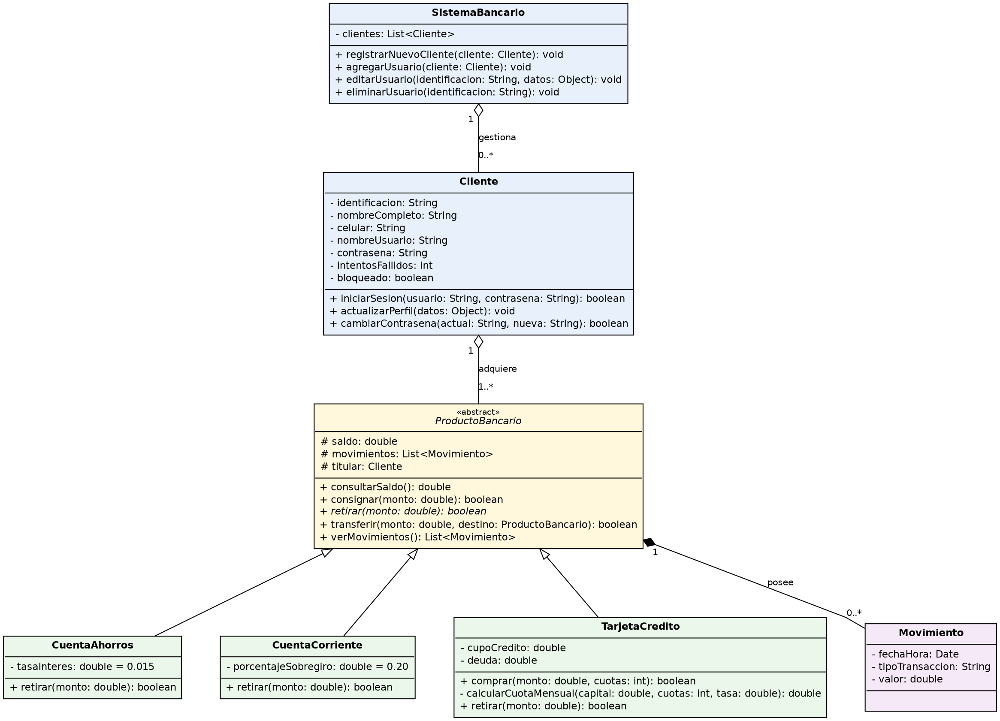 SistemaBancario
- clientes: List<Cliente>
+ registrarNuevoCliente(cliente: Cliente): void
+ agregarUsuario(cliente: Cliente): void
+ editarUsuario(identificacion: String, datos: Object): void
+ eliminarUsuario(identificacion: String): void
1
gestiona
0..*
Cliente
- identificacion: String
- nombreCompleto: String
- celular: String
- nombreUsuario: String
- contrasena: String
- intentosFallidos: int
- bloqueado: boolean
+ iniciarSesion(usuario: String, contrasena: String): boolean
+ actualizarPerfil(datos: Object): void
+ cambiarContrasena(actual: String, nueva: String): boolean
1
adquiere
1..*
«abstract»
ProductoBancario
# saldo: double
# movimientos: List<Movimiento>
# titular: Cliente
+ consultarSaldo(): double
+ consignar(monto: double): boolean
+ retirar(monto: double): boolean
+ transferir(monto: double, destino: ProductoBancario): boolean
+ verMovimientos(): List<Movimiento>
1
posee
0..*
CuentaAhorros
- tasaInteres: double = 0.015
+ retirar(monto: double): boolean
CuentaCorriente
- porcentajeSobregiro: double = 0.20
+ retirar(monto: double): boolean
TarjetaCredito
- cupoCredito: double
- deuda: double
+ comprar(monto: double, cuotas: int): boolean
- calcularCuotaMensual(capital: double, cuotas: int, tasa: double): double
+ retirar(monto: double): boolean
Movimiento
- fechaHora: Date
- tipoTransaccion: String
- valor: double